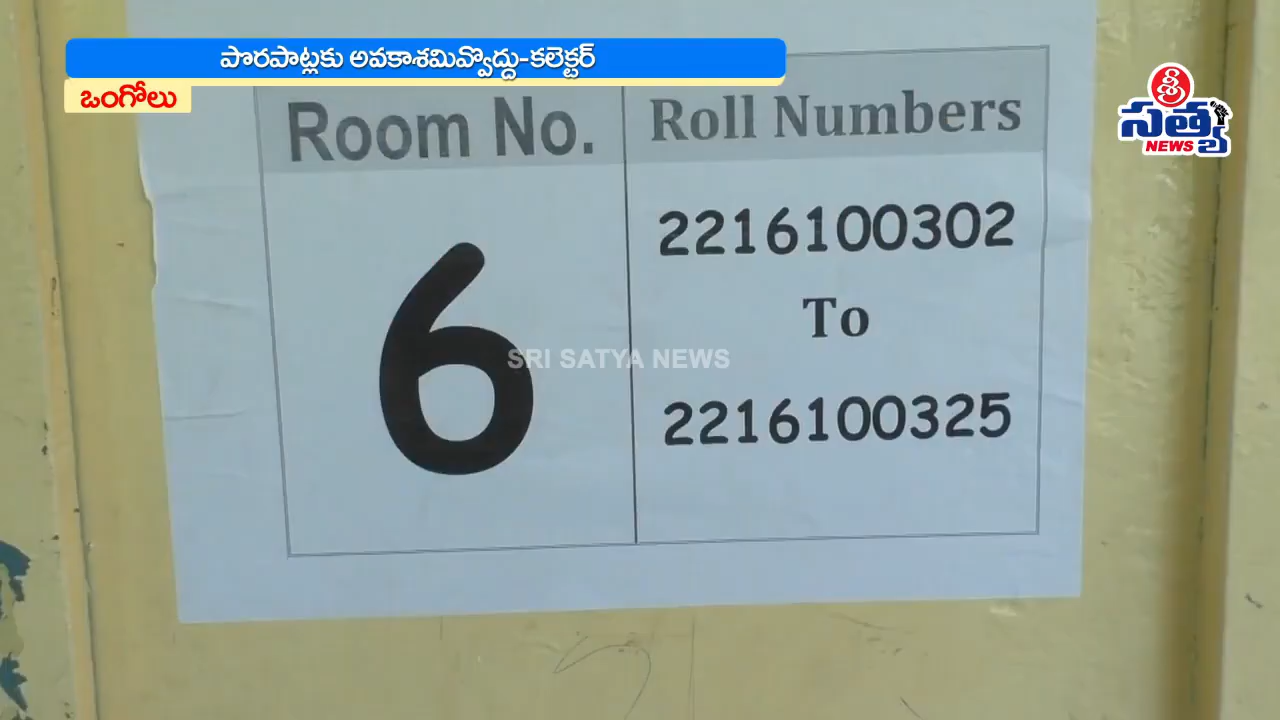 పొరపాట్లకు అవకాశమివ్వొద్దు-కలెక్టర్
ఒంగోలు
శ్రీ
సత్య
NEWS
Room No.
Roll Numbers
6
2216100302
To
2216100325
SRI SATYA NEWS